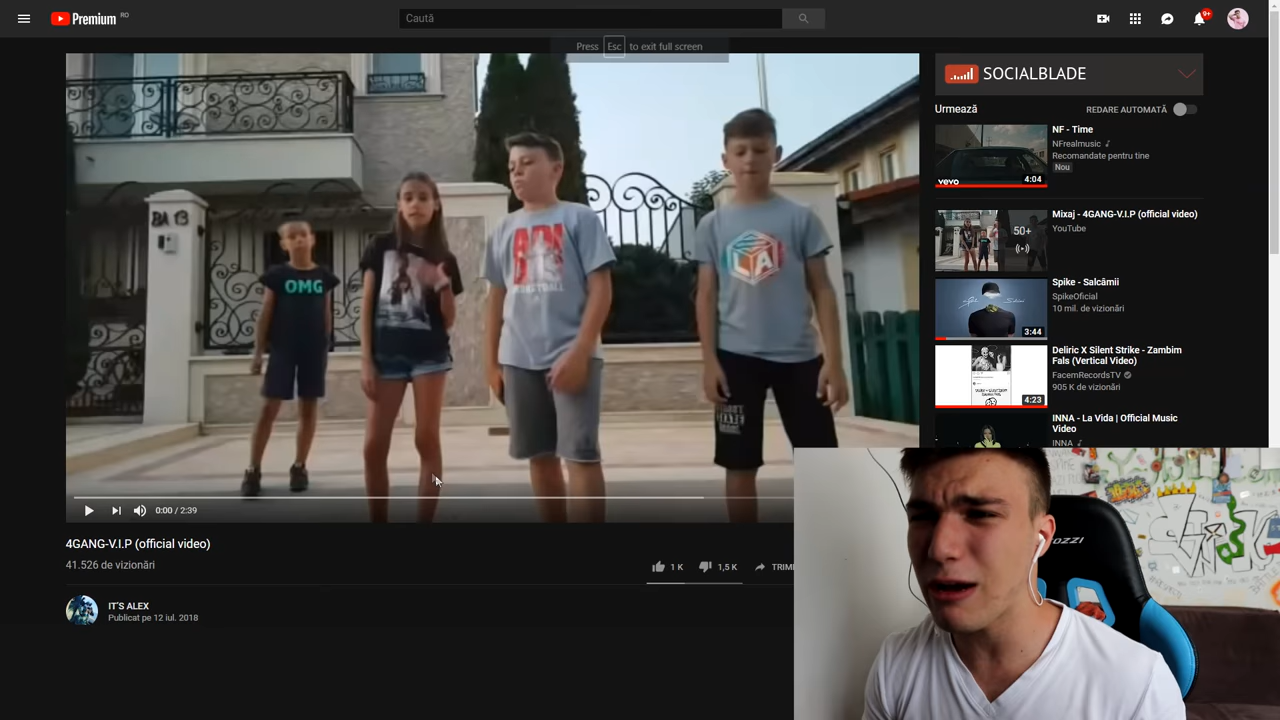 Premium RO
Caută
9+
Press Esc to exit full screen
BA 13
OMG
BASKETBALL
LA
0:00 / 2:39
4GANG-V.I.P (official video)
41.526 de vizionări
1 K
1,5 K
TRIMI
IT'S ALEX
Publicat pe 12 iul. 2018
SOCIALBLADE
Urmează
REDARE AUTOMATĂ
NF - Time
NFrealmusic
Recomandate pentru tine
Nou
vevo
4:04
Mixaj - 4GANG-V.I.P (official video)
YouTube
50+
Spike - Salcâmii
SpikeOfficial
10 mil. de vizionări
3:44
Deliric X Silent Strike - Zambim
Fals (Vertical Video)
FacemRecordsTV
905 K de vizionări
4:23
INNA - La Vida | Official Music
Video
INNA